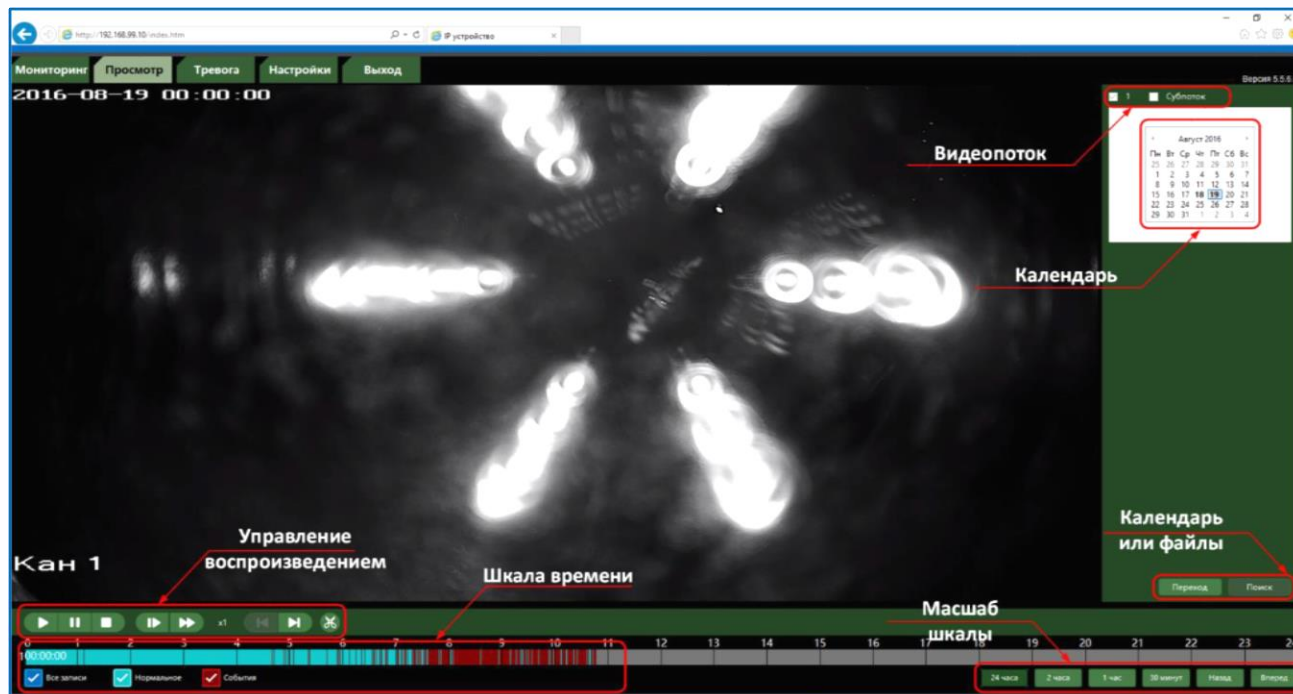 http://192.168.99.10/index.htm
IP устройство
Мониторинг Просмотр Тревога Настройки Выход
Версия 5.5.6
2016-08-19 00:00:00
1 Субпоток
Видеопоток
Август 2016
Пн Вт Ср Чт Пт Сб Вс
25 26 27 28 29 30 31
1 2 3 4 5 6 7
8 9 10 11 12 13 14
15 16 17 18 19 20 21
22 23 24 25 26 27 28
29 30 31 1 2 3 4
Календарь
Календарь
или файлы
Управление
воспроизведением
Кан 1
Шкала времени
Переход Поиск
Масштаб
шкалы
x1
0 1 2 3 4 5 6 7 8 9 10 11 12 13 14 15 16 17 18 19 20 21 22 23
00:00:00
Все записи Нормальное События
24 часа 2 часа 1 час 30 минут Назад Вперед